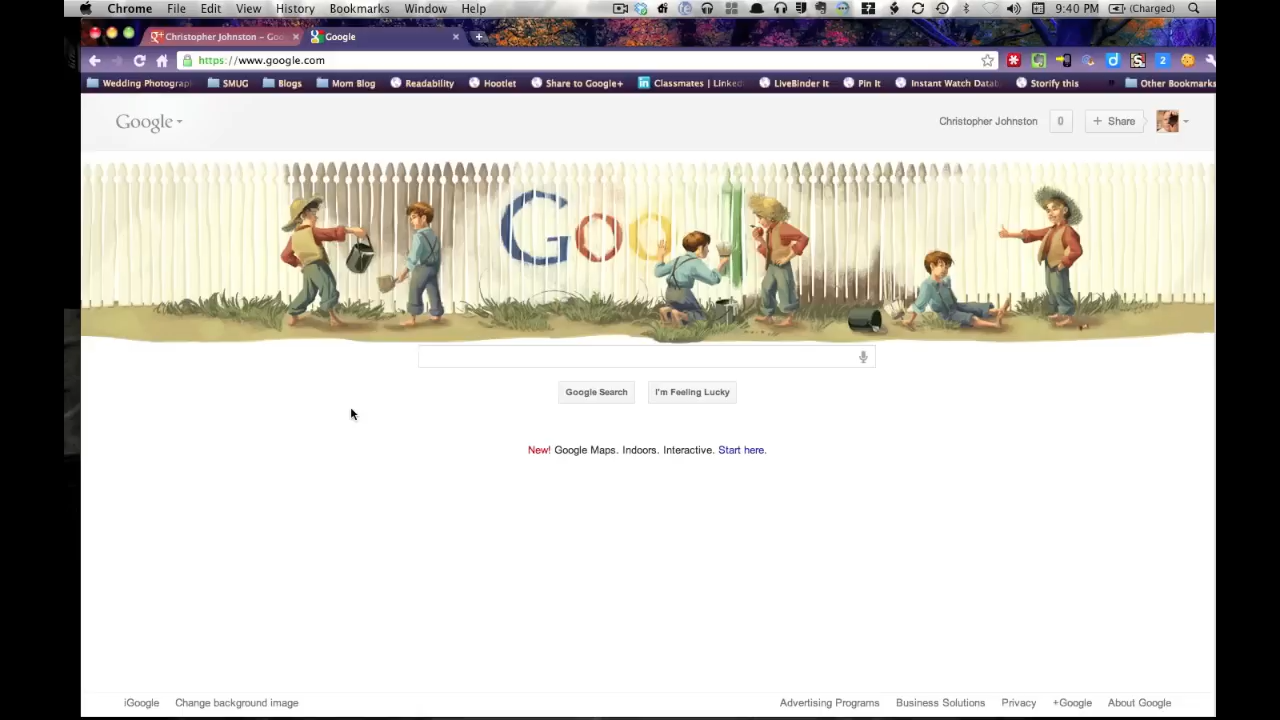 Chrome File Edit View History Bookmarks Window Help 9:40 PM (Charged)
Christopher Johnston – Goo Google
https://www.google.com
Wedding Photograp SMUG Blogs Mom Blog Readability Hootlet Share to Google+ Classmates | Linked LiveBinder It Pin It Instant Watch Datab Storify this » Other Bookmarks
Google Christopher Johnston 0 + Share
Google
Google Search I'm Feeling Lucky
New! Google Maps. Indoors. Interactive. Start here.
iGoogle Change background image Advertising Programs Business Solutions Privacy +Google About Google